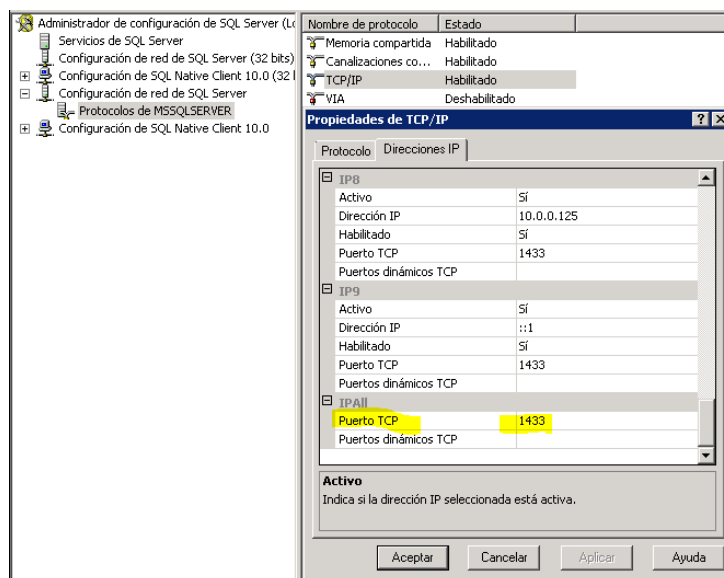 Administrador de configuración de SQL Server (Lo
Servicios de SQL Server
Configuración de red de SQL Server (32 bits)
Configuración de SQL Native Client 10.0 (32 l
Configuración de red de SQL Server
Protocolos de MSSQLSERVER
Configuración de SQL Native Client 10.0
Nombre de protocolo Estado
Memoria compartida Habilitado
Canalizaciones co... Habilitado
TCP/IP Habilitado
VIA Deshabilitado
Propiedades de TCP/IP
Protocolo Direcciones IP
IP8
Activo Sí
Dirección IP 10.0.0.125
Habilitado Sí
Puerto TCP 1433
Puertos dinámicos TCP
IP9
Activo Sí
Dirección IP ::1
Habilitado Sí
Puerto TCP 1433
Puertos dinámicos TCP
IPAll
Puerto TCP 1433
Puertos dinámicos TCP
Activo
Indica si la dirección IP seleccionada está activa.
Aceptar Cancelar Aplicar Ayuda